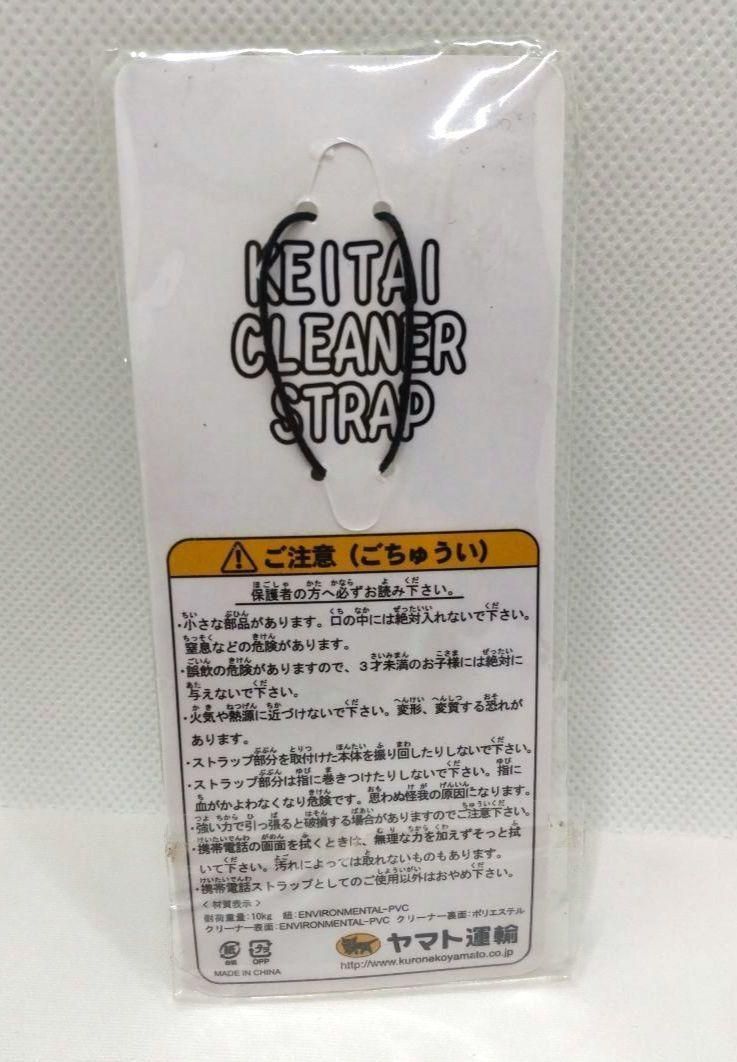 KEITAI
CLEANER
STRAP
ご注意（ごちゅうい）
保護者の方へ必ずお読み下さい。
・小さな部品があります。口の中には絶対入れないで下さい。
窒息などの危険があります。
・誤飲の危険がありますので、3才未満のお子様には絶対に
与えないで下さい。
・火気や熱源に近づけないで下さい。変形、変質する恐れが
あります。
・ストラップ部分を取付けた本体を振り回したりしないで下さい。
・ストラップ部分は指に巻きつけたりしないで下さい。指に
血がかよわなくなり危険です。思わぬ怪我の原因になります。
・強い力で引っ張ると破損する場合がありますのでご注意下さい。
・携帯電話の画面を拭くときは、無理な力を加えずそっと拭
いて下さい。汚れによっては取れないものもあります。
・携帯電話ストラップとしてのご使用以外はおやめ下さい。
＜材質表示＞
耐荷重量:10kg 紐:ENVIRONMENTAL-PVC
クリーナー表面:ENVIRONMENTAL-PVC クリーナー裏面:ポリエステル
紙 プラ
台紙 OPP
ヤマト運輸
MADE IN CHINA
http://www.kuronekoyamato.co.jp